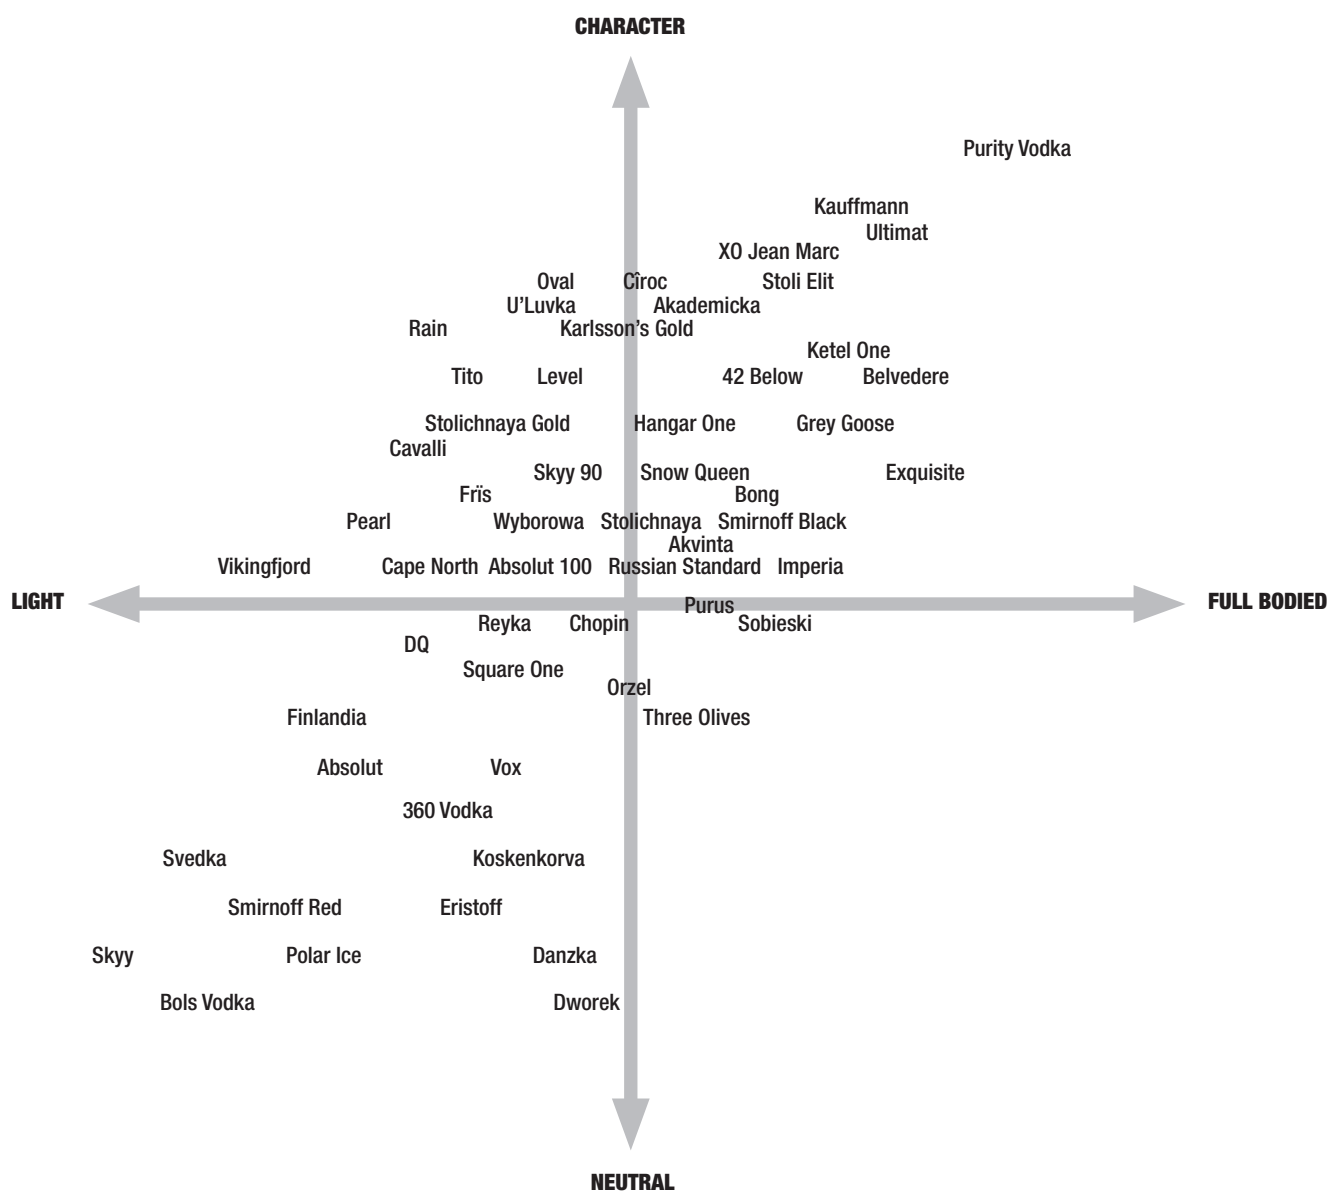 CHARACTER
Purity Vodka
Kauffmann
Ultimat
XO Jean Marc
Oval
Cîroc
Stoli Elit
U’Luvka
Akademicka
Rain
Karlsson’s Gold
Ketel One
Tito
Level
42 Below
Belvedere
Stolichnaya Gold
Hangar One
Grey Goose
Cavalli
Skyy 90
Snow Queen
Exquisite
Frïs
Bong
Pearl
Wyborowa
Stolichnaya
Smirnoff Black
Akvinta
Vikingfjord
Cape North
Absolut 100
Russian Standard
Imperia
LIGHT
Purus
FULL BODIED
Reyka
Chopin
Sobieski
DQ
Square One
Orzel
Finlandia
Three Olives
Absolut
Vox
360 Vodka
Svedka
Koskenkorva
Smirnoff Red
Eristoff
Skyy
Polar Ice
Danzka
Bols Vodka
Dworek
NEUTRAL